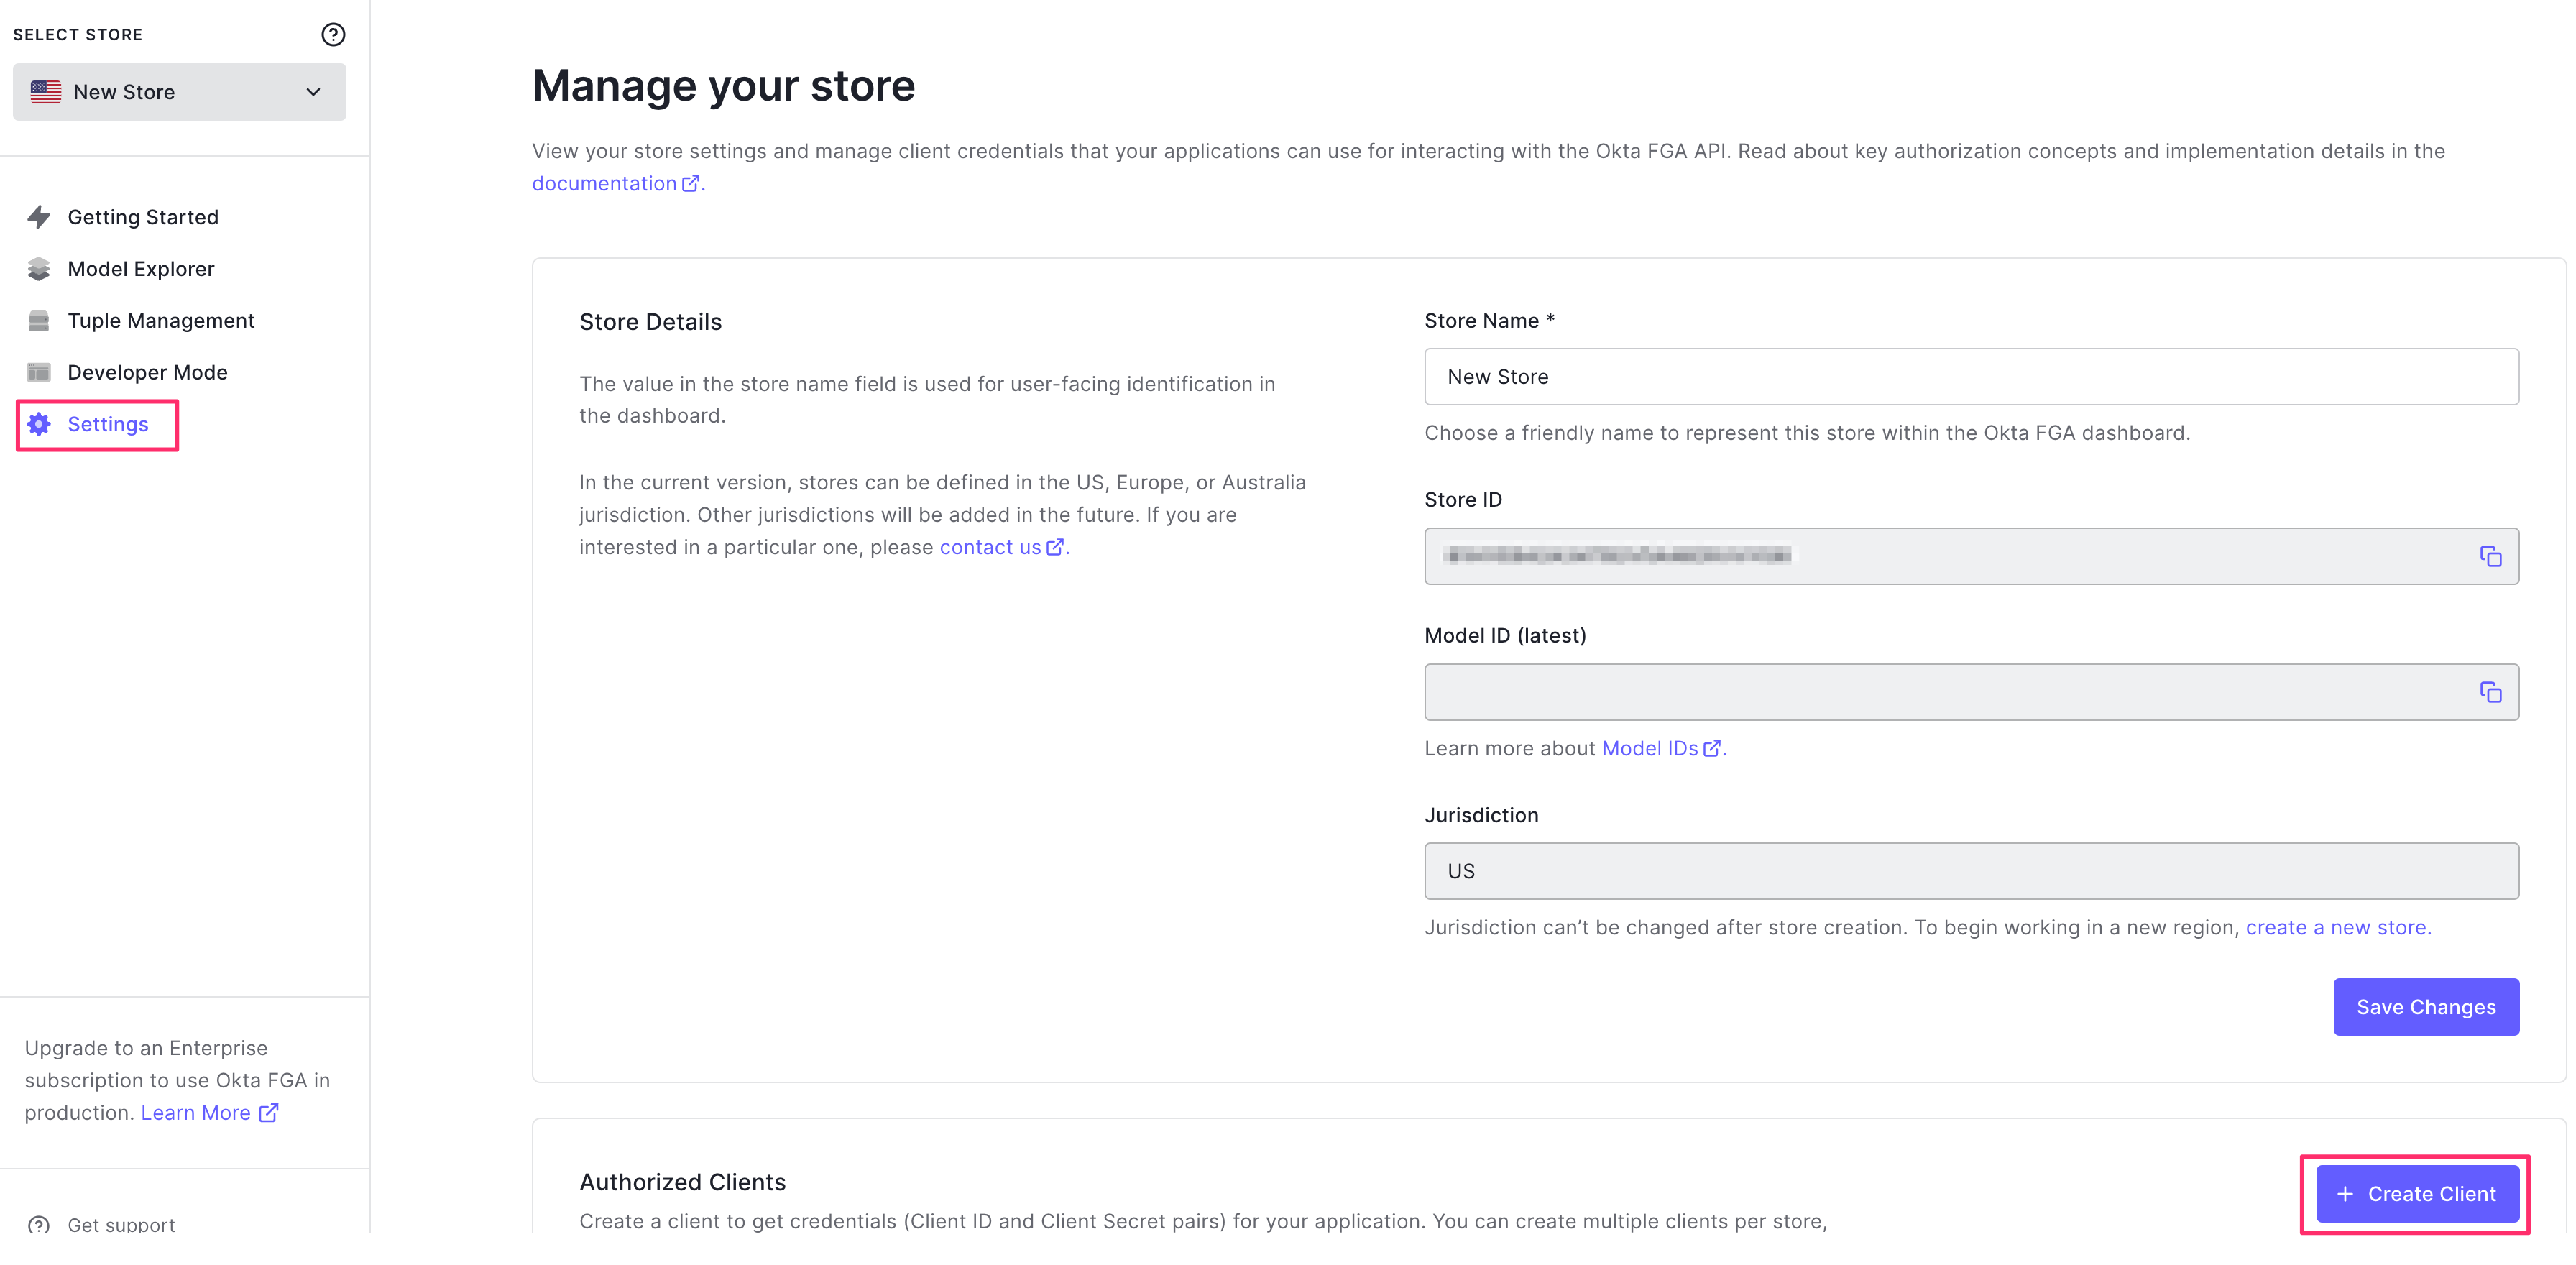 SELECT STORE
New Store
Getting Started
Model Explorer
Tuple Management
Developer Mode
Settings
Upgrade to an Enterprise
subscription to use Okta FGA in
production. Learn More
Get support
Manage your store
View your store settings and manage client credentials that your applications can use for interacting with the Okta FGA API. Read about key authorization concepts and implementation details in the
documentation.
Store Details
The value in the store name field is used for user-facing identification in
the dashboard.
In the current version, stores can be defined in the US, Europe, or Australia
jurisdiction. Other jurisdictions will be added in the future. If you are
interested in a particular one, please contact us.
Store Name *
New Store
Choose a friendly name to represent this store within the Okta FGA dashboard.
Store ID
Model ID (latest)
Learn more about Model IDs.
Jurisdiction
US
Jurisdiction can’t be changed after store creation. To begin working in a new region, create a new store.
Save Changes
Authorized Clients
Create a client to get credentials (Client ID and Client Secret pairs) for your application. You can create multiple clients per store,
+ Create Client